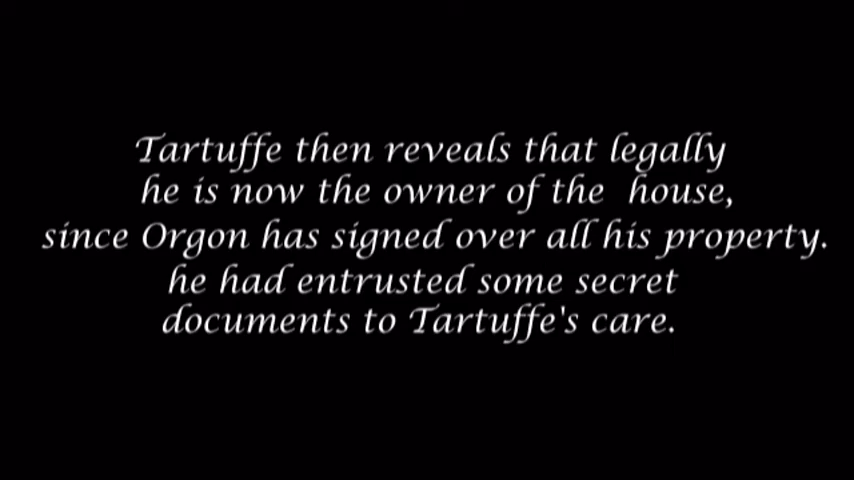 Tartuffe then reveals that legally
he is now the owner of the house,
since Orgon has signed over all his property.
he had entrusted some secret
documents to Tartuffe's care.